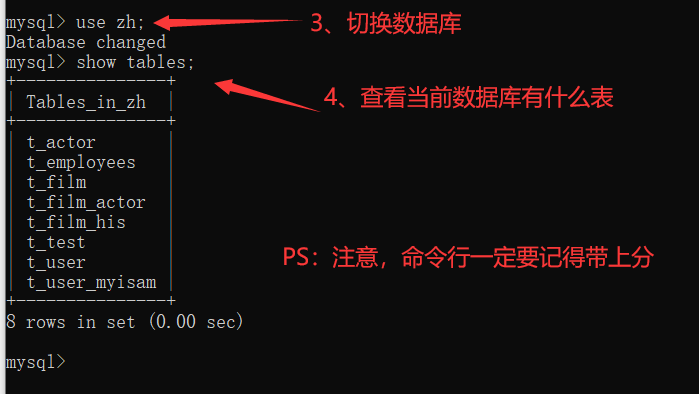 mysql> use zh;
3、切换数据库
Database changed
mysql> show tables;
+---------------+
| Tables_in_zh  |
4、查看当前数据库有什么表
+---------------+
| t_actor       |
| t_employees   |
| t_film        |
| t_film_actor  |
| t_film_his    |
| t_test        |
| t_user        |
PS：注意，命令行一定要记得带上分
| t_user_myisam |
+---------------+
8 rows in set (0.00 sec)
mysql>